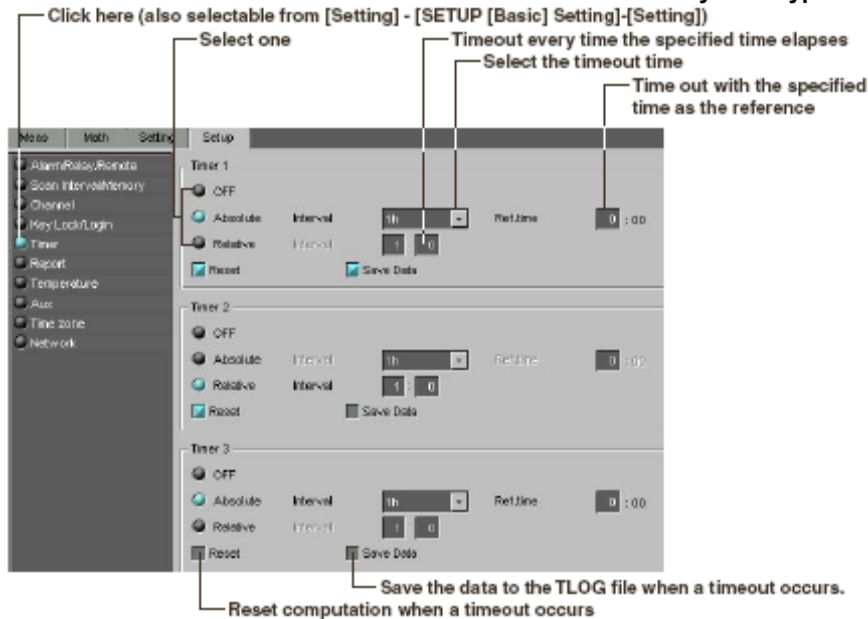 Click here (also selectable from [Setting] - [SETUP [Basic] Setting]-[Setting])
Select one
Timeout every time the specified time elapses
Select the timeout time
Time out with the specified
time as the reference
Meas Math Setting Setup
Alarm/Relay/Remote
Scan Interval/Memory
Channel
Key Lock/Login
Timer
Report
Temperature
Aux
Time zone
Network
Timer 1
OFF
Absolute Interval 1h Ref.time 0 : 00
Relative Interval 1 : 0
Reset Save Data
Timer 2
OFF
Absolute Interval 1h Ref.time 0 : 00
Relative Interval 1 : 0
Reset Save Data
Timer 3
OFF
Absolute Interval 1h Ref.time 0 : 00
Relative Interval 1 : 0
Reset Save Data
Save the data to the TLOG file when a timeout occurs.
Reset computation when a timeout occurs